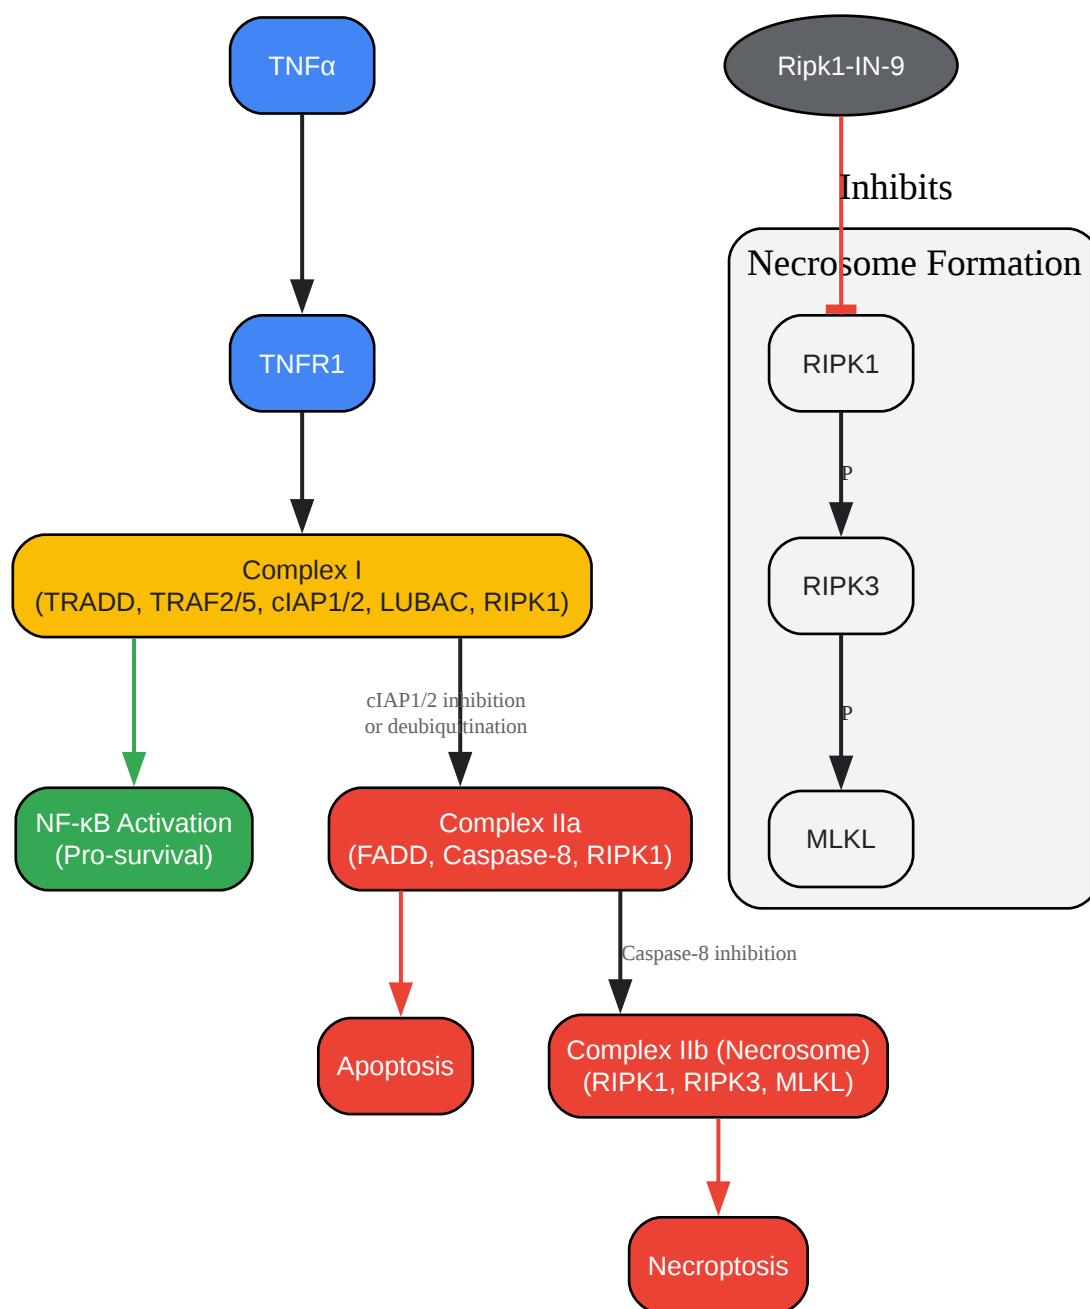 TNFα
Ripk1-IN-9
Inhibits
Necrosome Formation
TNFR1
RIPK1
P
Complex I
(TRADD, TRAF2/5, cIAP1/2, LUBAC, RIPK1)
RIPK3
cIAP1/2 inhibition
or deubiquitination
P
NF-κB Activation
(Pro-survival)
Complex IIa
(FADD, Caspase-8, RIPK1)
MLKL
Caspase-8 inhibition
Apoptosis
Complex IIb (Necrosome)
(RIPK1, RIPK3, MLKL)
Necroptosis